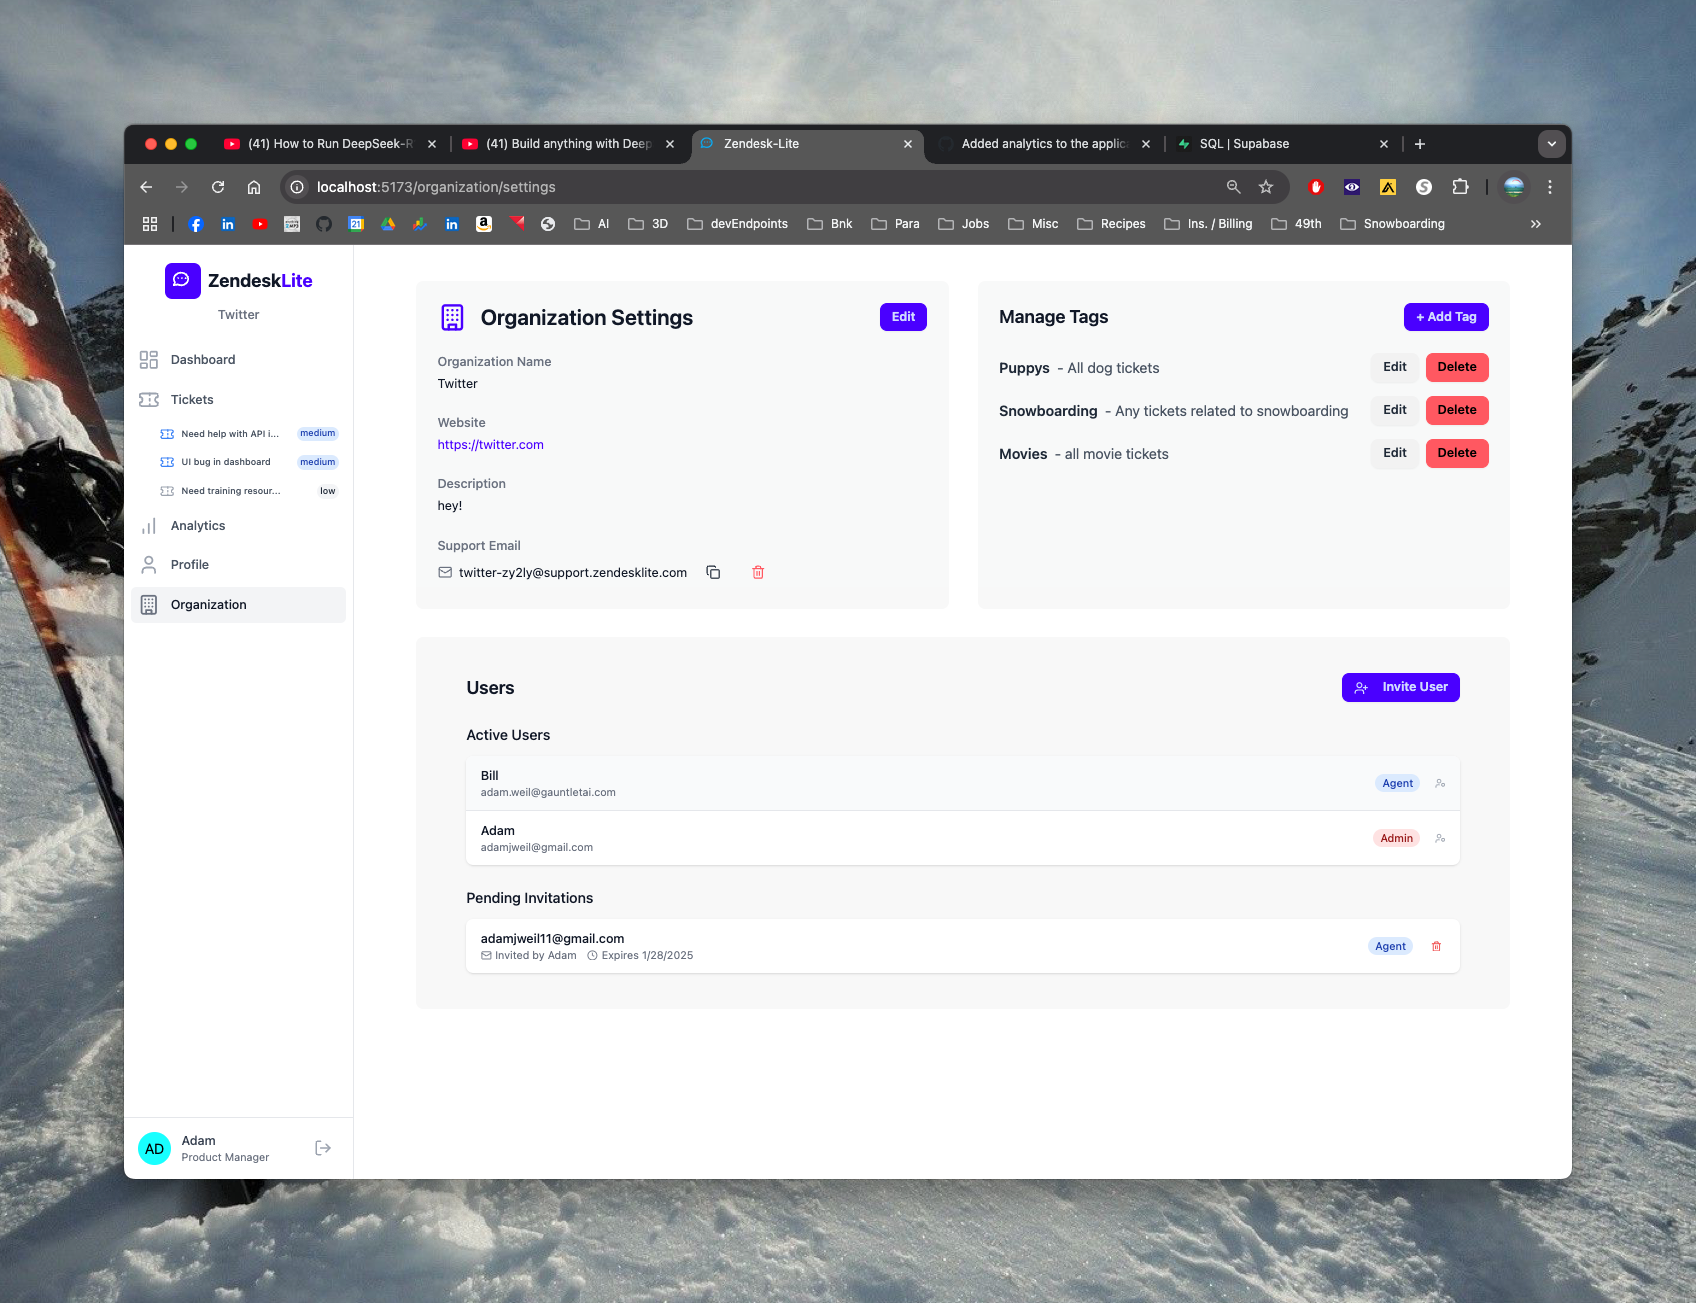 (41) How to Run DeepSeek-R
(41) Build anything with Deep
Zendesk-Lite
Added analytics to the applic
SQL | Supabase
localhost:5173/organization/settings
AI
3D
devEndpoints
Bnk
Para
Jobs
Misc
Recipes
Ins. / Billing
49th
Snowboarding
ZendeskLite
Twitter
Dashboard
Tickets
Need help with API i... medium
UI bug in dashboard medium
Need training resour... low
Analytics
Profile
Organization
Organization Settings
Edit
Organization Name
Twitter
Website
https://twitter.com
Description
hey!
Support Email
twitter-zy2ly@support.zendesklite.com
Manage Tags
+ Add Tag
Puppys - All dog tickets Edit Delete
Snowboarding - Any tickets related to snowboarding Edit Delete
Movies - all movie tickets Edit Delete
Users
Invite User
Active Users
Bill
adam.weil@gauntletai.com
Agent
Adam
adamjweil@gmail.com
Admin
Pending Invitations
adamjweil11@gmail.com
Invited by Adam Expires 1/28/2025
Agent
AD
Adam
Product Manager